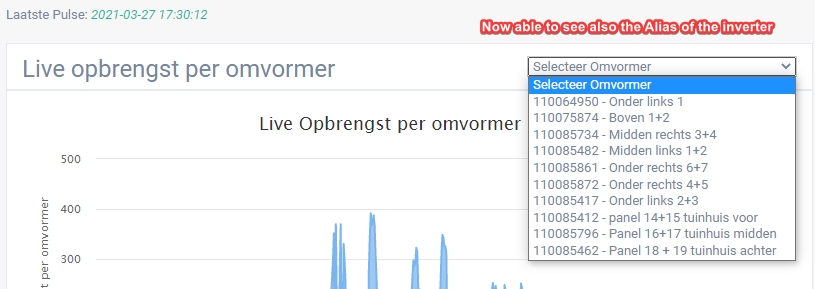 Laatste Pulse: 2021-03-27 17:30:12
Now able to see also the Alias of the inverter
Live opbrengst per omvormer
Selecteer Omvormer
Selecteer Omvormer
110064950 - Onder links 1
110075874 - Boven 1+2
110085734 - Midden rechts 3+4
110085482 - Midden links 1+2
110085861 - Onder rechts 6+7
110085872 - Onder rechts 4+5
110085417 - Onder links 2+3
110085412 - panel 14+15 tuinhuis voor
110085796 - Panel 16+17 tuinhuis midden
110085462 - Panel 18 + 19 tuinhuis achter
Live Opbrengst per omvormer
500
400
300
per omvormer